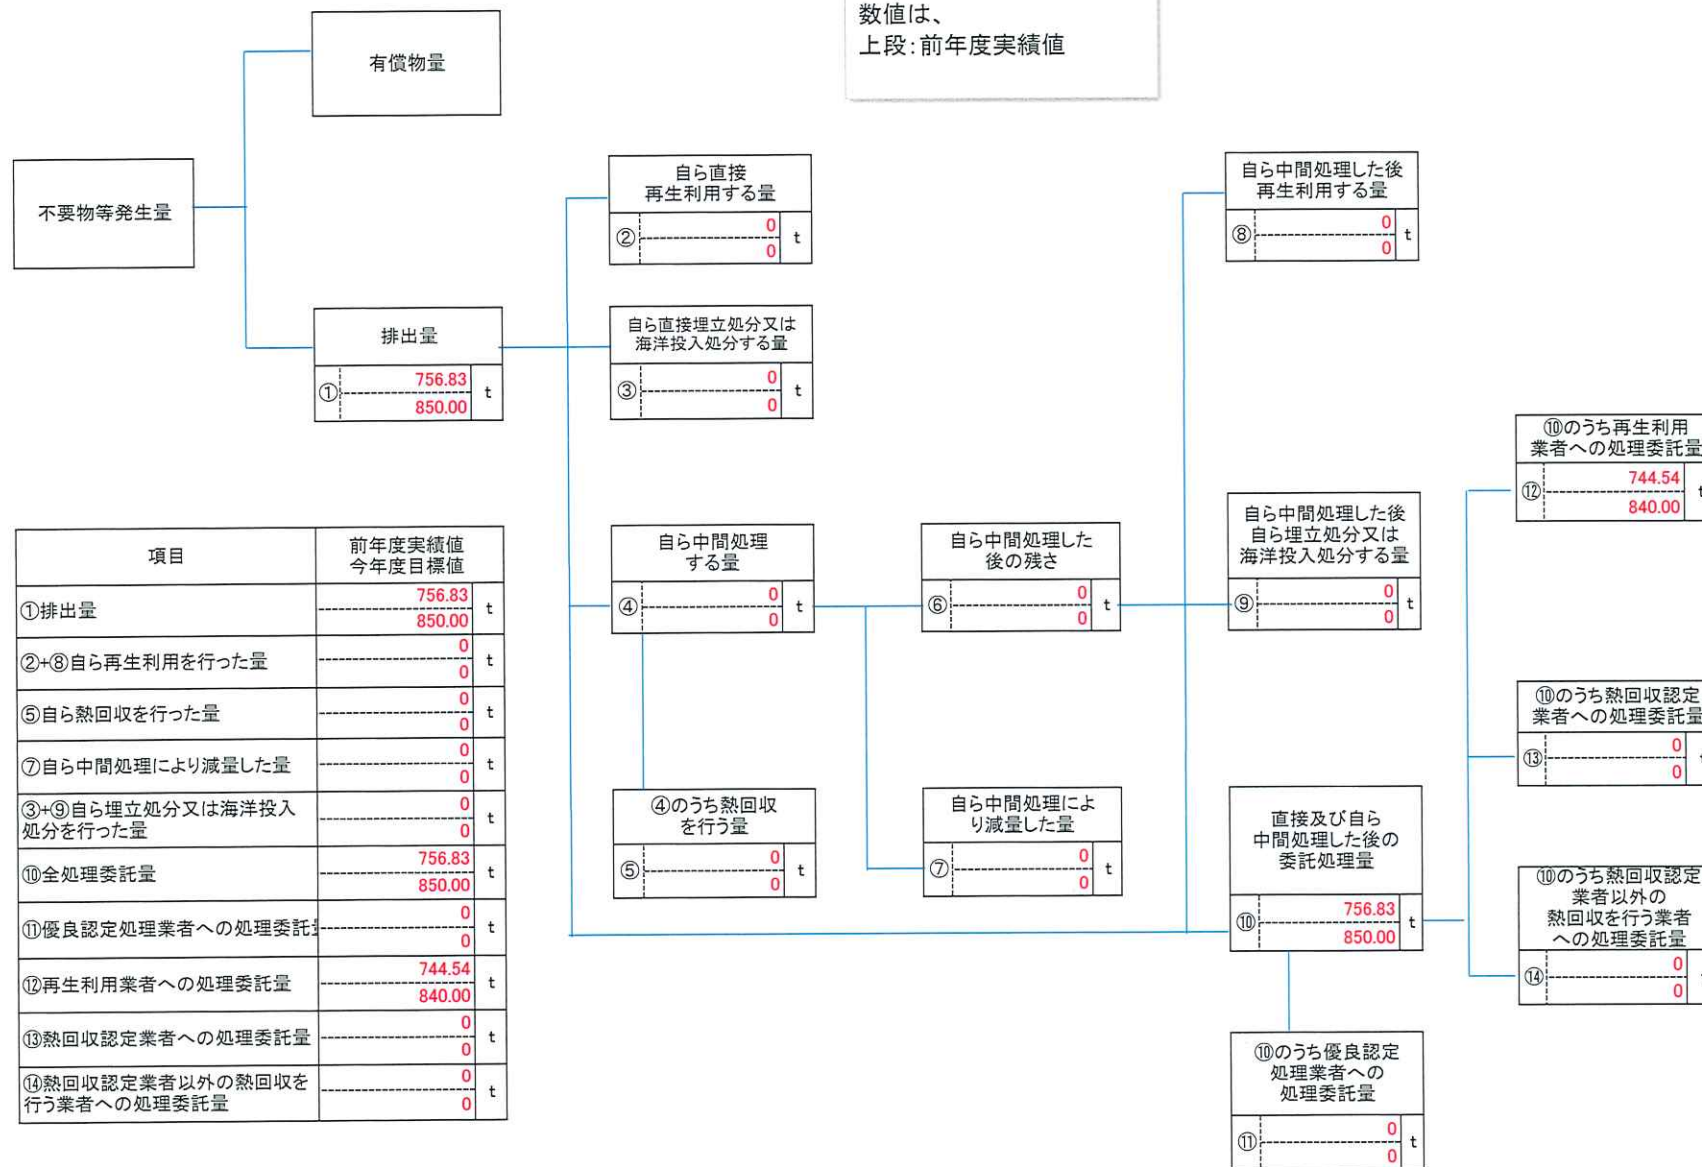 数値は、
上段:前年度実績値
有償物量
不要物等発生量
排出量
①
756.83
850.00
t
自ら直接
再生利用する量
②
0
0
t
自ら直接埋立処分又は
海洋投入処分する量
③
0
0
t
自ら中間処理
する量
④
0
0
t
④のうち熱回収
を行う量
⑤
0
0
t
自ら中間処理した
後の残さ
⑥
0
0
t
自ら中間処理によ
り減量した量
⑦
0
0
t
自ら中間処理した後
再生利用する量
⑧
0
0
t
自ら中間処理した後
自ら埋立処分又は
海洋投入処分する量
⑨
0
0
t
直接及び自ら
中間処理した後の
委託処理量
⑩
756.83
850.00
t
⑩のうち優良認定
処理業者への
処理委託量
⑪
0
0
t
⑩のうち再生利用
業者への処理委託量
⑫
744.54
840.00
t
⑩のうち熱回収認定
業者への処理委託量
⑬
0
0
⑩のうち熱回収認定
業者以外の
熱回収を行う業者
への処理委託量
⑭
0
0
項目
前年度実績値
今年度目標値
①排出量
756.83
850.00
t
②+⑧自ら再生利用を行った量
0
0
t
⑤自ら熱回収を行った量
0
0
t
⑦自ら中間処理により減量した量
0
0
t
③+⑨自ら埋立処分又は海洋投入
処分を行った量
0
0
t
⑩全処理委託量
756.83
850.00
t
⑪優良認定処理業者への処理委託
0
0
t
⑫再生利用業者への処理委託量
744.54
840.00
t
⑬熱回収認定業者への処理委託量
0
0
t
⑭熱回収認定業者以外の熱回収を
行う業者への処理委託量
0
0
t